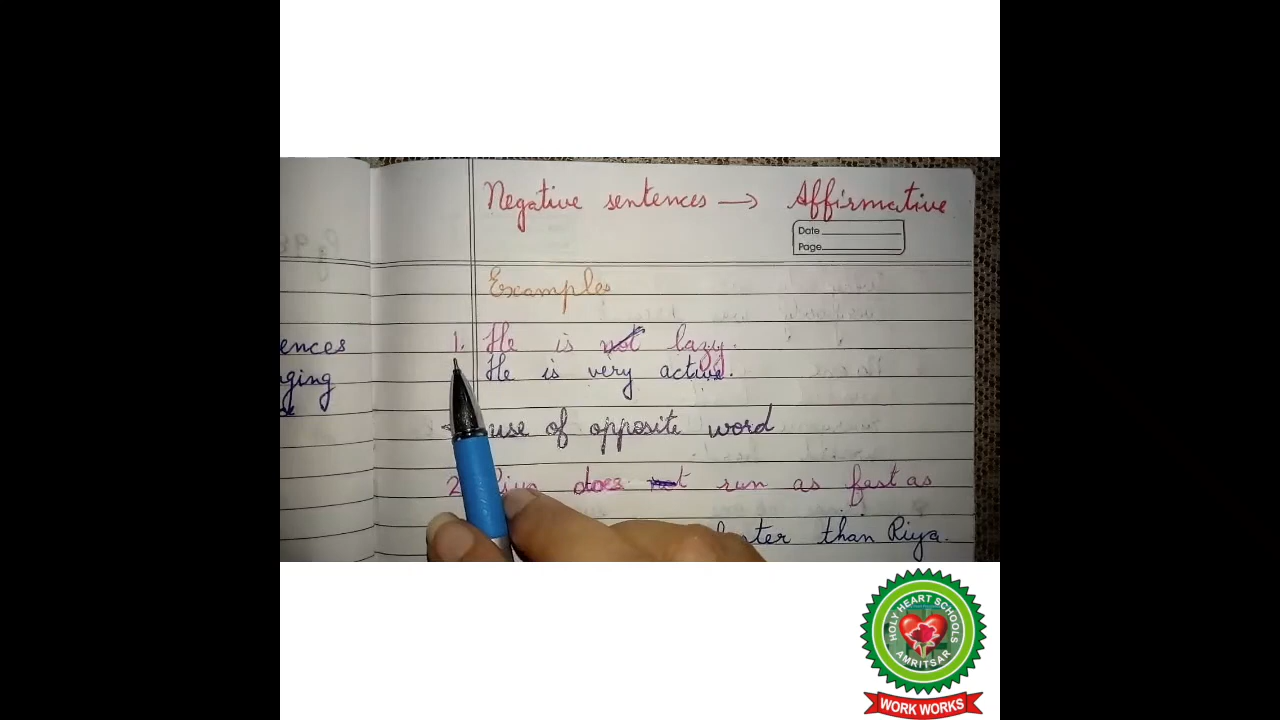 Negative sentences → Affirmative
Date
Page
Examples
ences
ging
1. He is not lazy.
He is very active.
use of opposite word
2. Riya does not run as fast as
than Riya.
HOLY HEART SCHOOLS
AMRITSAR
WORK WORKS